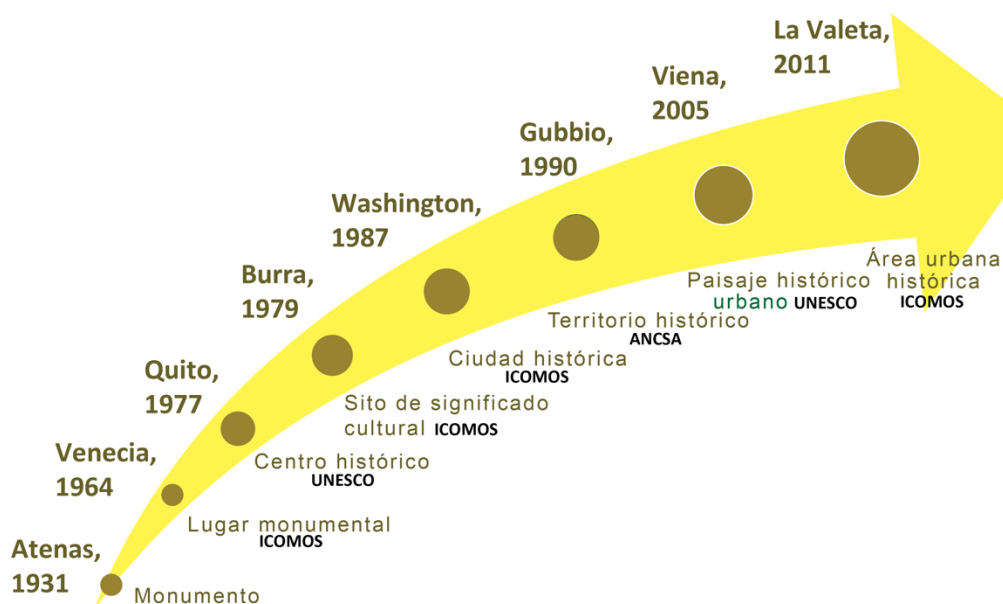 La Valeta,
2011
Viena,
2005
Gubbio,
1990
Washington,
1987
Burra,
1979
Quito,
1977
Venecia,
1964
Atenas,
1931
Área urbana
histórica
ICOMOS
Paisaje histórico
urbano UNESCO
Territorio histórico
ANCSA
Ciudad histórica
ICOMOS
Sito de significado
cultural ICOMOS
Centro histórico
UNESCO
Lugar monumental
ICOMOS
Monumento